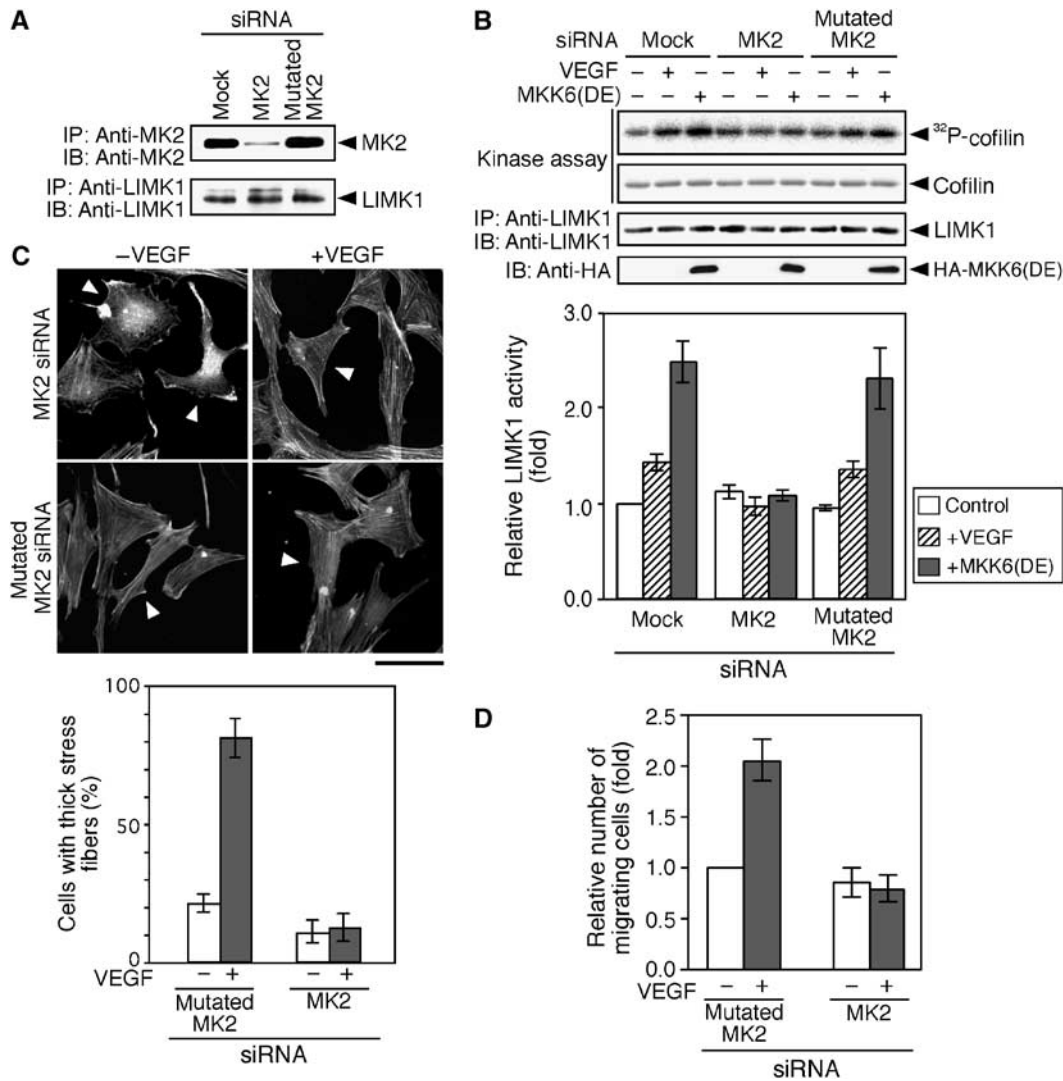 A
siRNA
Mock
MK2
Mutated
MK2
IP: Anti-MK2
IB: Anti-MK2
MK2
IP: Anti-LIMK1
IB: Anti-LIMK1
LIMK1
B
siRNA Mock MK2 Mutated
MK2
VEGF – + – – + – – + –
MKK6(DE) – – + – – + – – +
Kinase assay
³²P-cofilin
Cofilin
IP: Anti-LIMK1
IB: Anti-LIMK1
LIMK1
IB: Anti-HA
HA-MKK6(DE)
Relative LIMK1 activity
(fold)
3.0
2.0
1.0
0.0
Mock MK2 Mutated
MK2
siRNA
Control
+VEGF
+MKK6(DE)
C
–VEGF +VEGF
MK2 siRNA
Mutated
MK2 siRNA
Cells with thick stress
fibers (%)
100
50
0
VEGF – + – +
Mutated
MK2
MK2
siRNA
D
Relative number of
migrating cells (fold)
2.5
2.0
1.0
0.5
0.0
VEGF – + – +
Mutated
MK2
MK2
siRNA